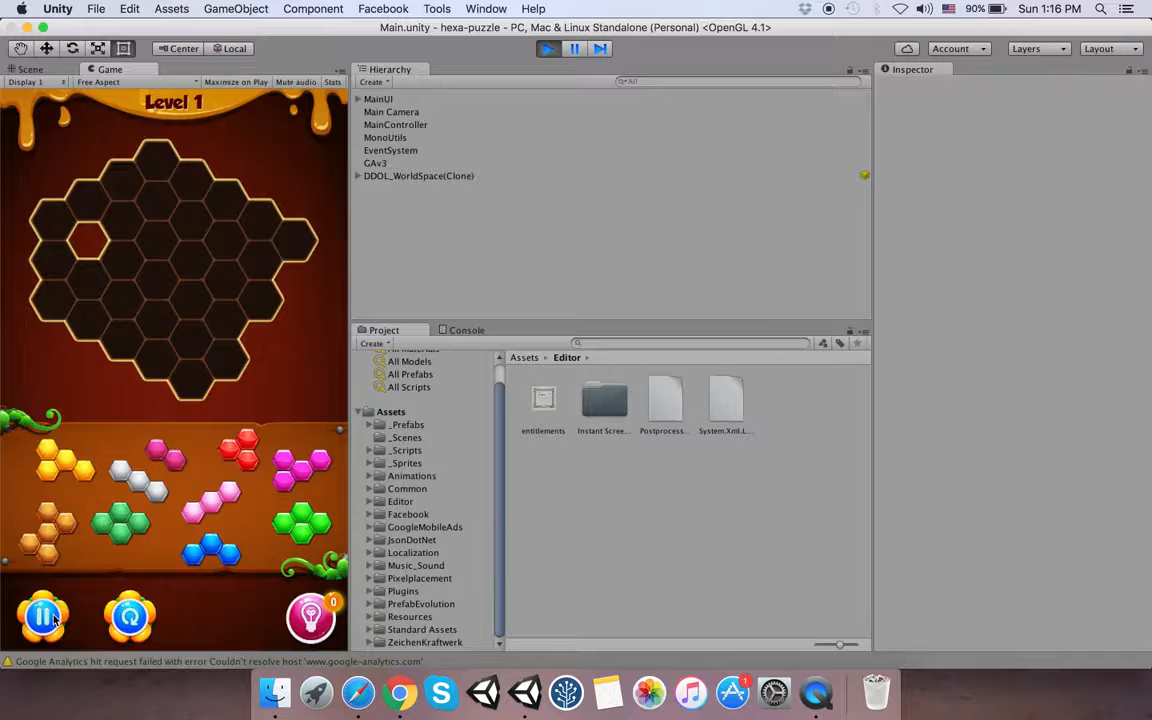 Unity File Edit Assets GameObject Component Facebook Tools Window Help 90% Sun 1:16 PM
Main.unity - hexa-puzzle - PC, Mac & Linux Standalone (Personal) <OpenGL 4.1>
Center Local Account Layers Layout
Scene Game
Display 1 Free Aspect Maximize on Play Mute audio Stats
Level 1
0
Hierarchy
Create All
MainUI
Main Camera
MainController
MonoUtils
EventSystem
GAv3
DDOL_WorldSpace(Clone)
Inspector
Project Console
Create
All Models
All Prefabs
All Scripts
Assets
_Prefabs
_Scenes
_Scripts
_Sprites
Animations
Common
Editor
Facebook
GoogleMobileAds
JsonDotNet
Localization
Music_Sound
Pixelplacement
Plugins
PrefabEvolution
Resources
Standard Assets
ZeichenKraftwerk
Assets Editor
entitlements Instant Scree... Postprocess... System.Xml.L...
Google Analytics hit request failed with error Couldn't resolve host 'www.google-analytics.com'
1